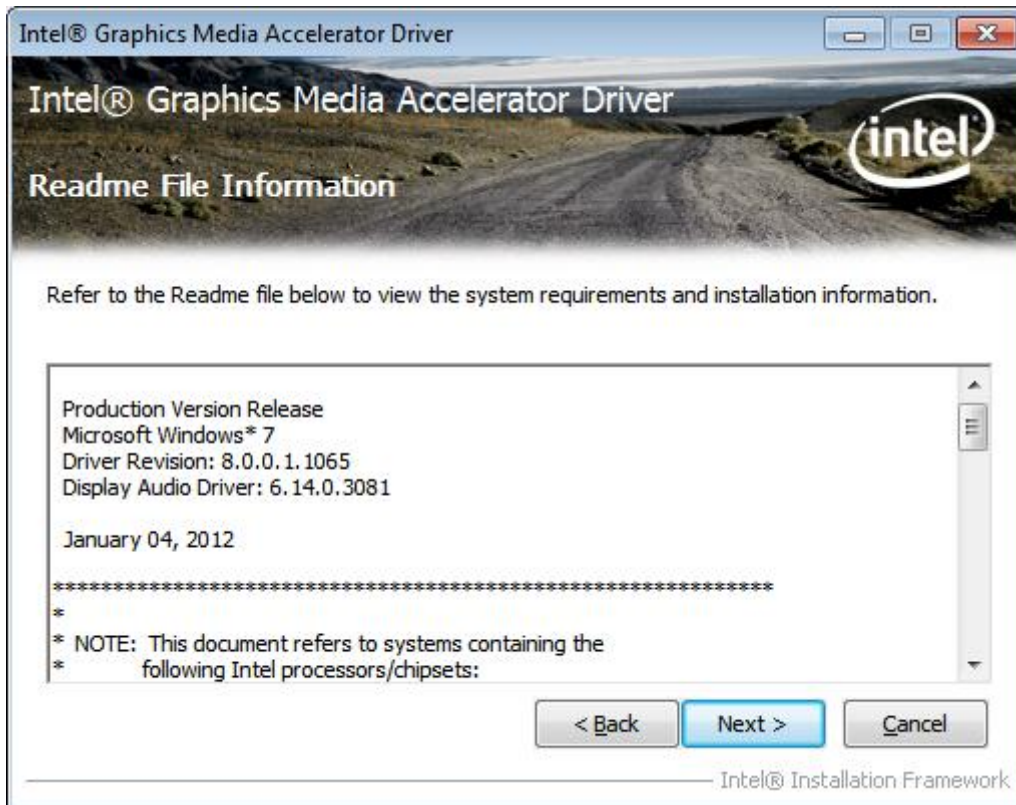 Intel® Graphics Media Accelerator Driver
Intel® Graphics Media Accelerator Driver
intel
Readme File Information
Refer to the Readme file below to view the system requirements and installation information.
Production Version Release
Microsoft Windows* 7
Driver Revision: 8.0.0.1.1065
Display Audio Driver: 6.14.0.3081
January 04, 2012
************************************************************
*
* NOTE: This document refers to systems containing the
* following Intel processors/chipsets:
< Back
Next >
Cancel
Intel® Installation Framework